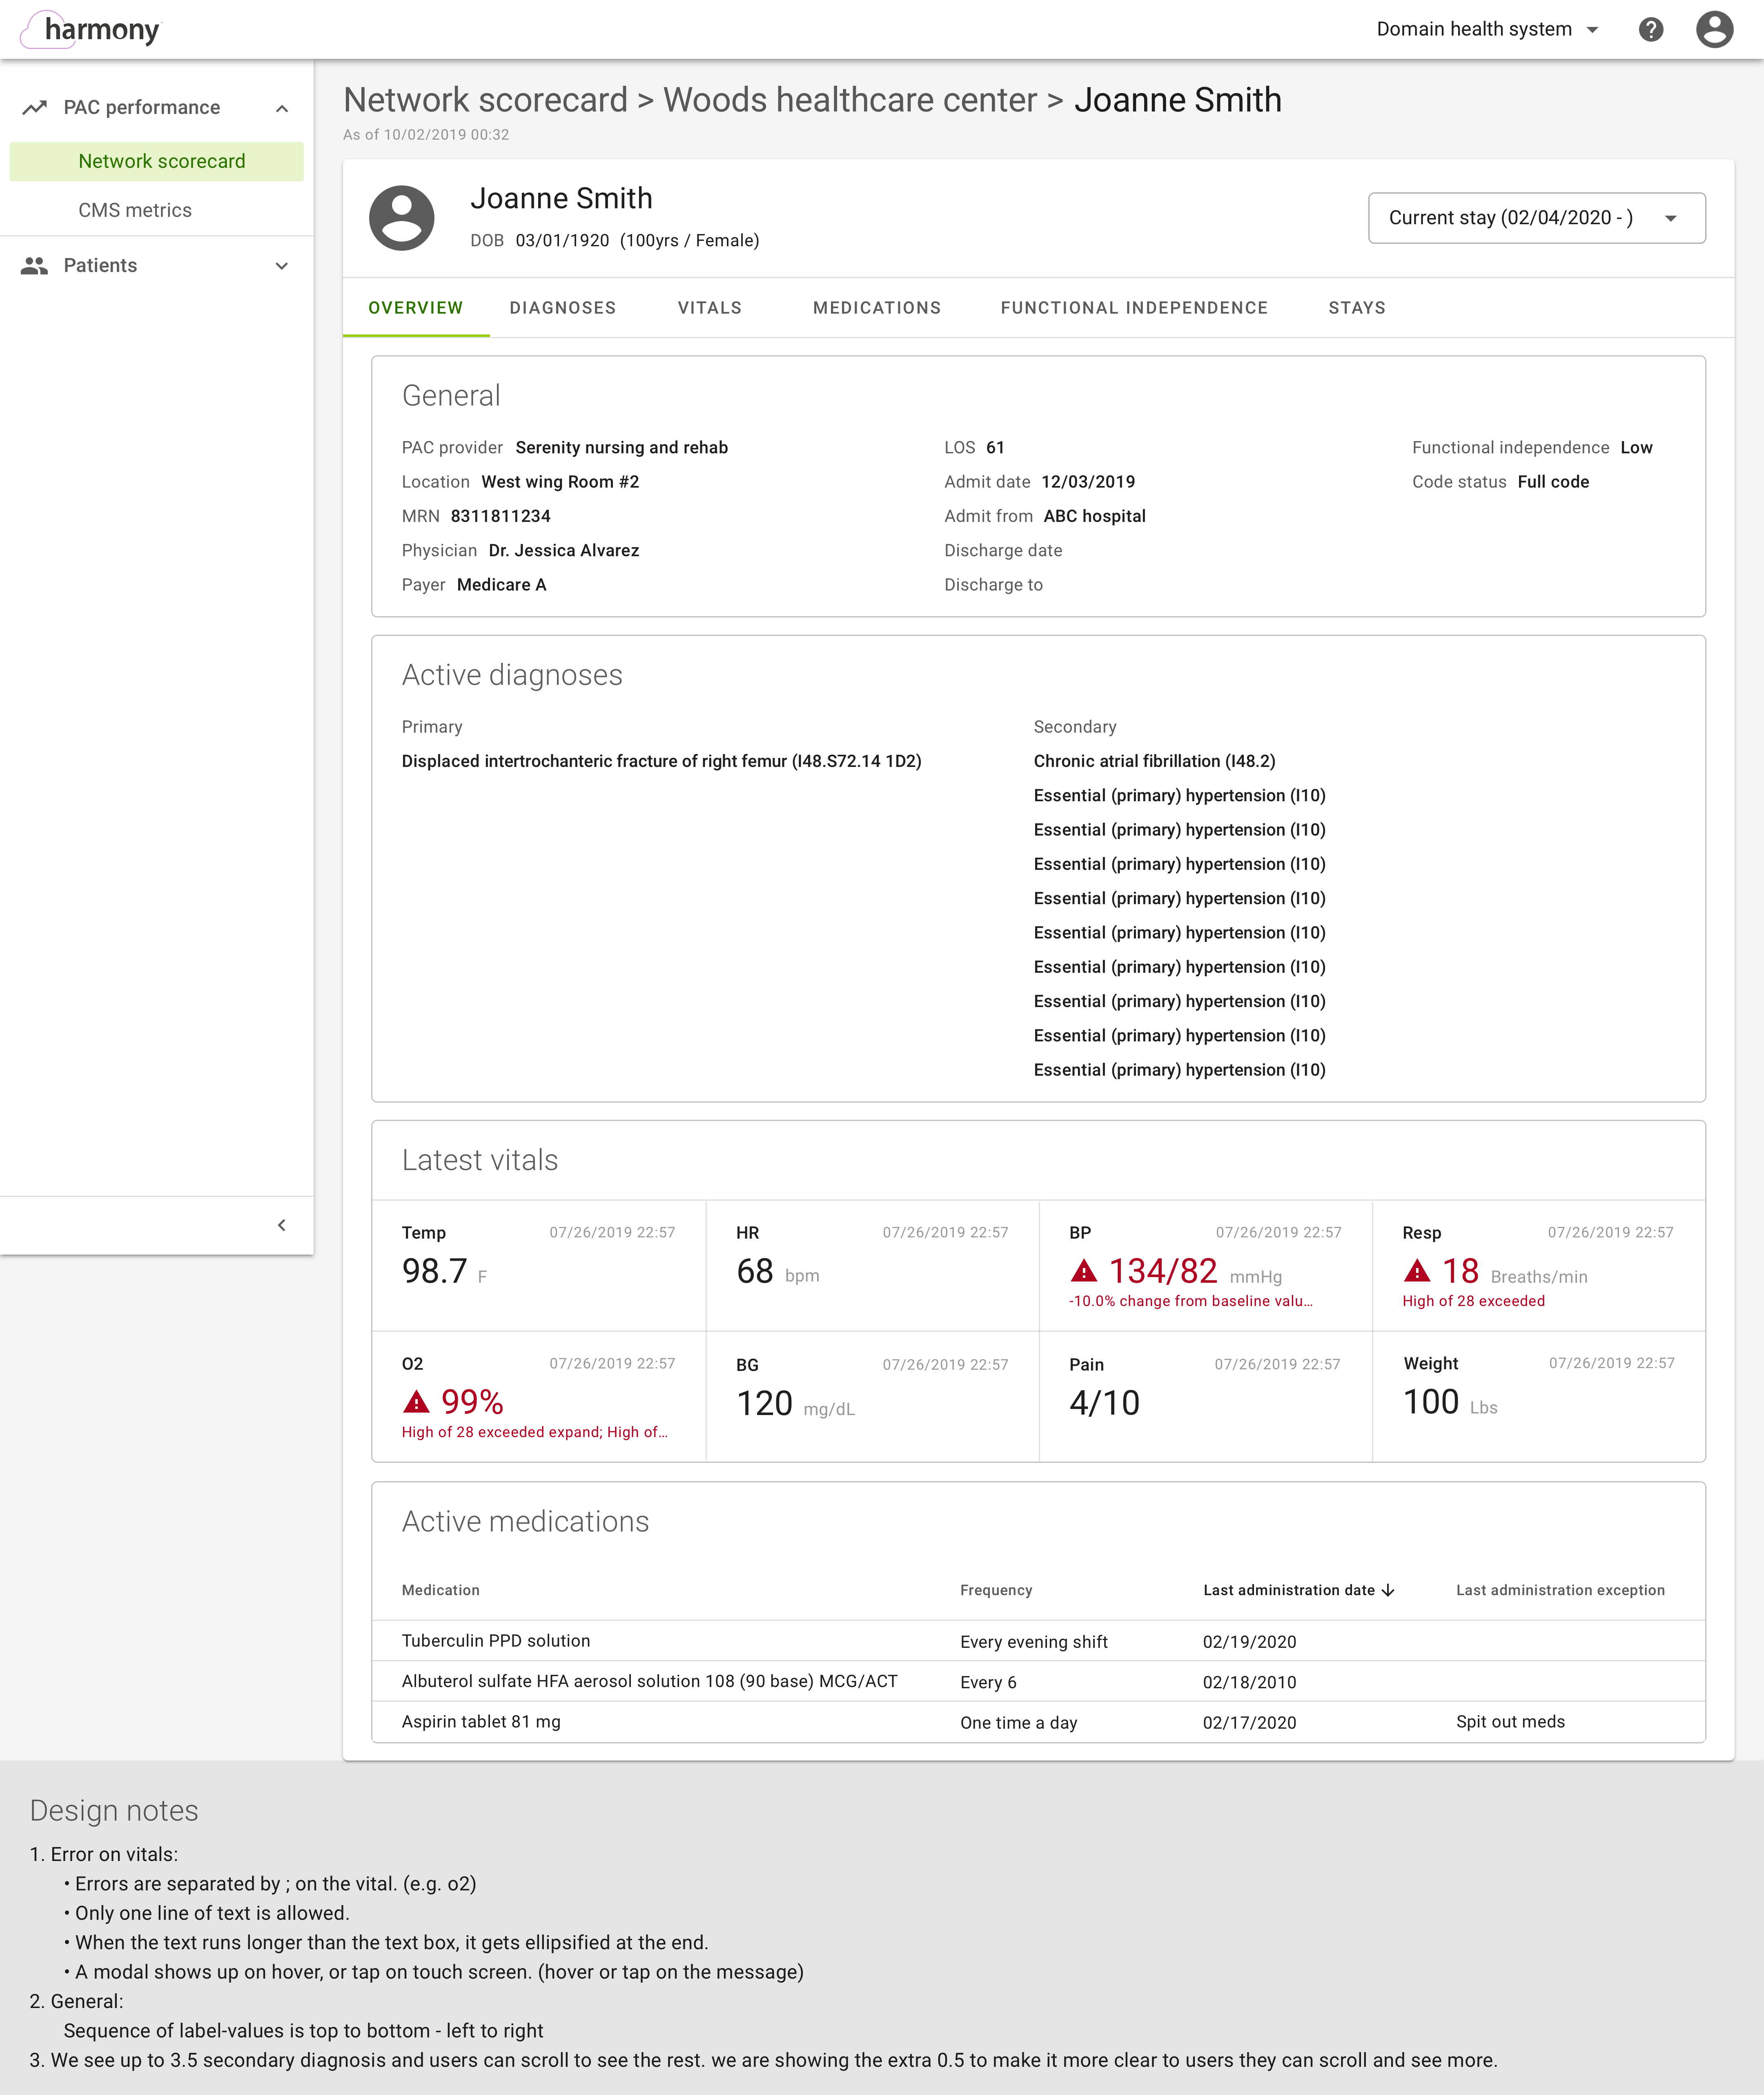 harmony
Domain health system
PAC performance
Network scorecard
CMS metrics
Patients
Network scorecard > Woods healthcare center > Joanne Smith
As of 10/02/2019 00:32
Joanne Smith
DOB 03/01/1920 (100yrs / Female)
Current stay (02/04/2020 - )
OVERVIEW DIAGNOSES VITALS MEDICATIONS FUNCTIONAL INDEPENDENCE STAYS
General
PAC provider Serenity nursing and rehab
Location West wing Room #2
MRN 8311811234
Physician Dr. Jessica Alvarez
Payer Medicare A
LOS 61
Admit date 12/03/2019
Admit from ABC hospital
Discharge date
Discharge to
Functional independence Low
Code status Full code
Active diagnoses
Primary
Displaced intertrochanteric fracture of right femur (I48.S72.14 1D2)
Secondary
Chronic atrial fibrillation (I48.2)
Essential (primary) hypertension (I10)
Essential (primary) hypertension (I10)
Essential (primary) hypertension (I10)
Essential (primary) hypertension (I10)
Essential (primary) hypertension (I10)
Essential (primary) hypertension (I10)
Essential (primary) hypertension (I10)
Essential (primary) hypertension (I10)
Essential (primary) hypertension (I10)
Latest vitals
Temp 07/26/2019 22:57
98.7 F
HR 07/26/2019 22:57
68 bpm
BP 07/26/2019 22:57
134/82 mmHg
-10.0% change from baseline valu...
Resp 07/26/2019 22:57
18 Breaths/min
High of 28 exceeded
O2 07/26/2019 22:57
99%
High of 28 exceeded expand; High of...
BG 07/26/2019 22:57
120 mg/dL
Pain 07/26/2019 22:57
4/10
Weight 07/26/2019 22:57
100 Lbs
Active medications
Medication Frequency Last administration date Last administration exception
Tuberculin PPD solution Every evening shift 02/19/2020
Albuterol sulfate HFA aerosol solution 108 (90 base) MCG/ACT Every 6 02/18/2010
Aspirin tablet 81 mg One time a day 02/17/2020 Spit out meds
Design notes
1. Error on vitals:
• Errors are separated by ; on the vital. (e.g. o2)
• Only one line of text is allowed.
• When the text runs longer than the text box, it gets ellipsified at the end.
• A modal shows up on hover, or tap on touch screen. (hover or tap on the message)
2. General:
Sequence of label-values is top to bottom - left to right
3. We see up to 3.5 secondary diagnosis and users can scroll to see the rest. we are showing the extra 0.5 to make it more clear to users they can scroll and see more.